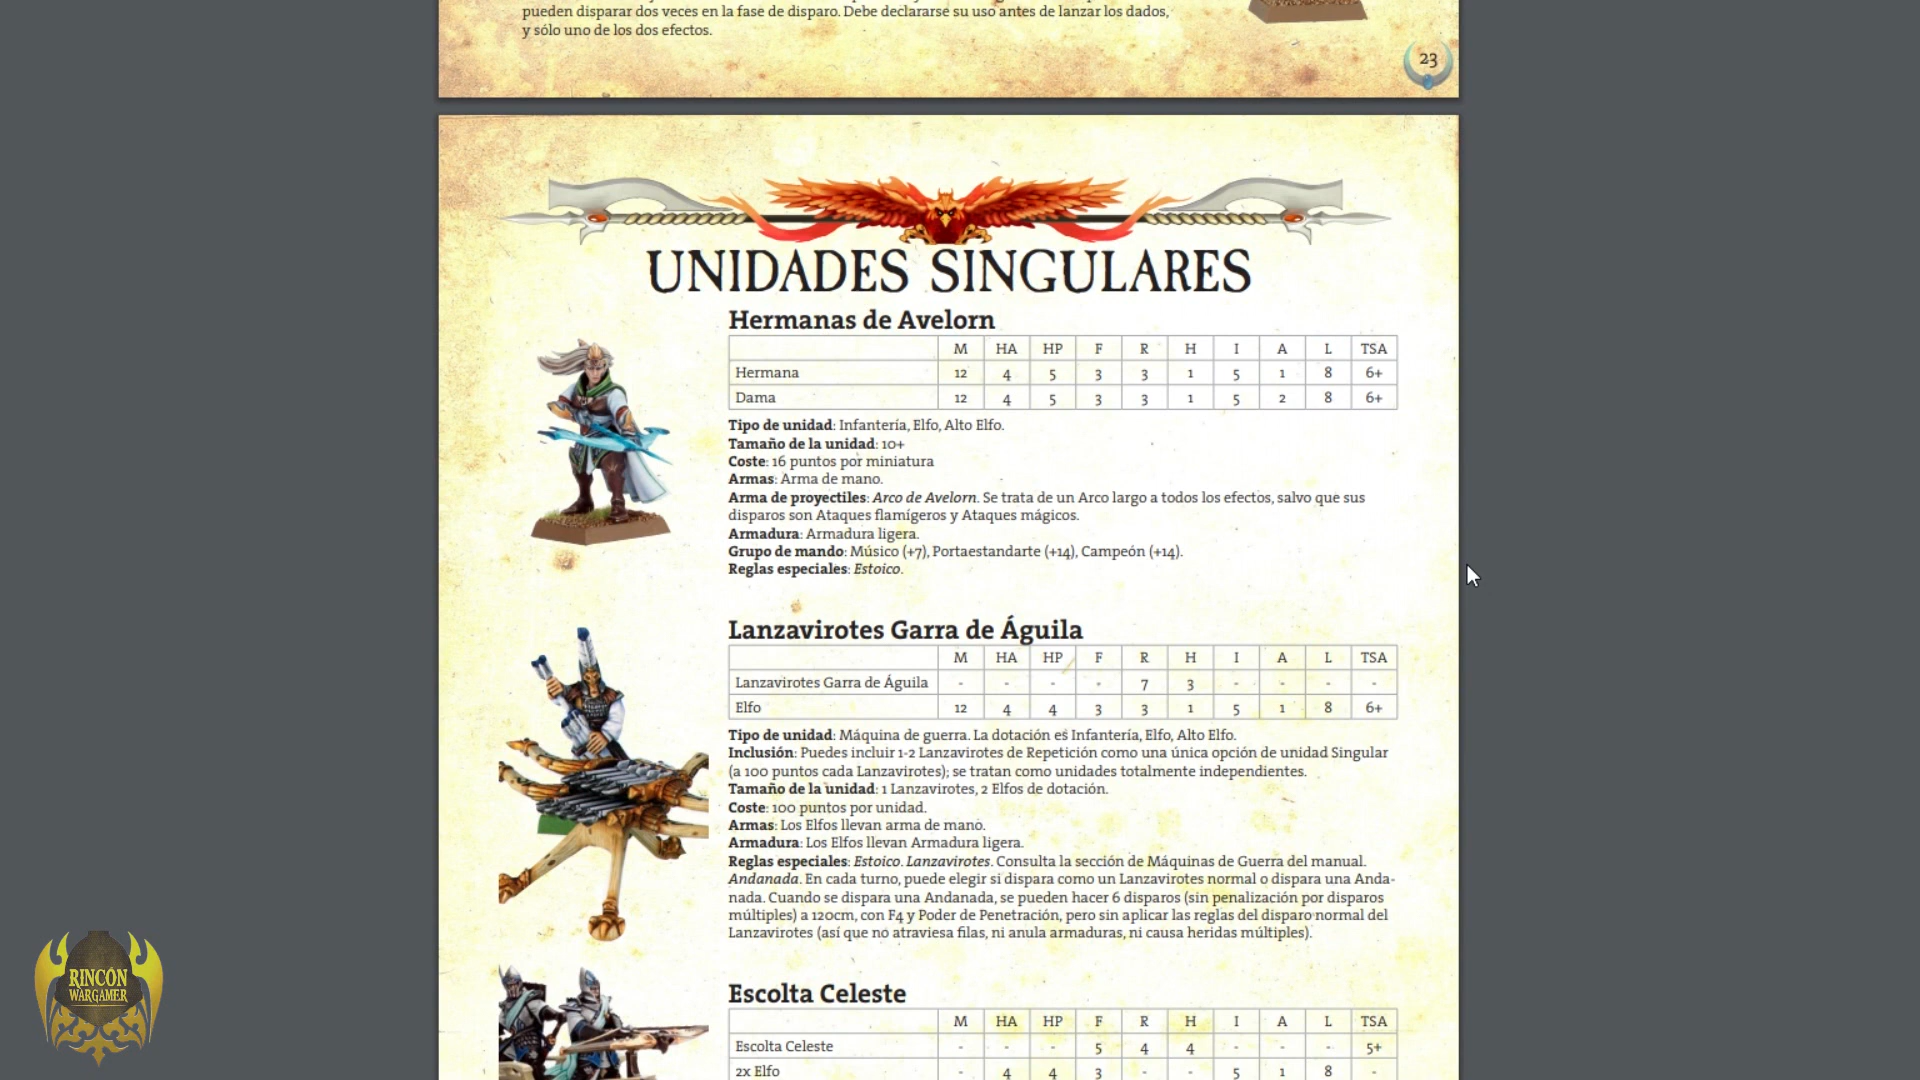 pueden disparar dos veces en la fase de disparo. Debe declararse su uso antes de lanzar los dados,
y sólo uno de los dos efectos.
23
UNIDADES SINGULARES
Hermanas de Avelorn
M HA HP F R H I A L TSA
Hermana 12 4 5 3 3 1 5 1 8 6+
Dama 12 4 5 3 3 1 5 2 8 6+
Tipo de unidad: Infantería, Elfo, Alto Elfo.
Tamaño de la unidad: 10+
Coste: 16 puntos por miniatura
Armas: Arma de mano.
Arma de proyectiles: Arco de Avelorn. Se trata de un Arco largo a todos los efectos, salvo que sus
disparos son Ataques flamígeros y Ataques mágicos.
Armadura: Armadura ligera.
Grupo de mando: Músico (+7), Portaestandarte (+14), Campeón (+14).
Reglas especiales: Estoico.
Lanzavirotes Garra de Águila
M HA HP F R H I A L TSA
Lanzavirotes Garra de Águila - - - - 7 3 - - - -
Elfo 12 4 4 3 3 1 5 1 8 6+
Tipo de unidad: Máquina de guerra. La dotación es Infantería, Elfo, Alto Elfo.
Inclusión: Puedes incluir 1-2 Lanzavirotes de Repetición como una única opción de unidad Singular
(a 100 puntos cada Lanzavirotes); se tratan como unidades totalmente independientes.
Tamaño de la unidad: 1 Lanzavirotes, 2 Elfos de dotación.
Coste: 100 puntos por unidad.
Armas: Los Elfos llevan arma de mano.
Armadura: Los Elfos llevan Armadura ligera.
Reglas especiales: Estoico. Lanzavirotes. Consulta la sección de Máquinas de Guerra del manual.
Andanada. En cada turno, puede elegir si dispara como un Lanzavirotes normal o dispara una Anda-
nada. Cuando se dispara una Andanada, se pueden hacer 6 disparos (sin penalización por disparos
múltiples) a 120cm, con F4 y Poder de Penetración, pero sin aplicar las reglas del disparo normal del
Lanzavirotes (así que no atraviesa filas, ni anula armaduras, ni causa heridas múltiples).
Escolta Celeste
M HA HP F R H I A L TSA
Escolta Celeste - - - 5 4 4 - - - 5+
2x Elfo - 4 4 3 - - 5 1 8 -
RINCÓN
WARGAMER